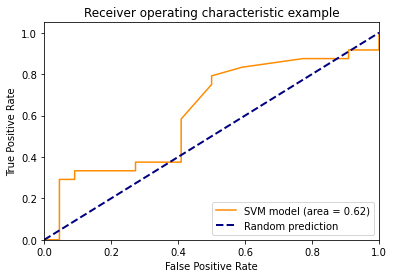 Receiver operating characteristic example
True Positive Rate
1.0
0.8
0.6
0.4
0.2
0.0
SVM model (area = 0.62)
Random prediction
0.0 0.2 0.4 0.6 0.8 1.0
False Positive Rate